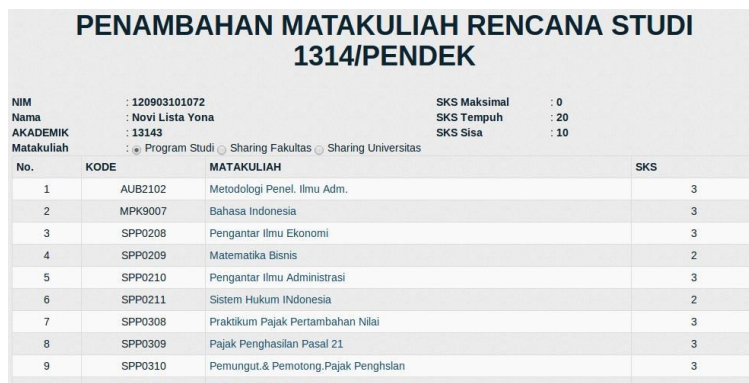 PENAMBAHAN MATAKULIAH RENCANA STUDI
1314/PENDEK
NIM : 120903101072 SKS Maksimal : 0
Nama : Novi Lista Yona SKS Tempuh : 20
AKADEMIK : 13143 SKS Sisa : 10
Matakuliah : Program Studi Sharing Fakultas Sharing Universitas
No. KODE MATAKULIAH SKS
1 AUB2102 Metodologi Penel. Ilmu Adm. 3
2 MPK9007 Bahasa Indonesia 3
3 SPP0208 Pengantar Ilmu Ekonomi 3
4 SPP0209 Matematika Bisnis 2
5 SPP0210 Pengantar Ilmu Administrasi 3
6 SPP0211 Sistem Hukum INdonesia 2
7 SPP0308 Praktikum Pajak Pertambahan Nilai 3
8 SPP0309 Pajak Penghasilan Pasal 21 3
9 SPP0310 Pemungut.& Pemotong.Pajak Penghslan 3